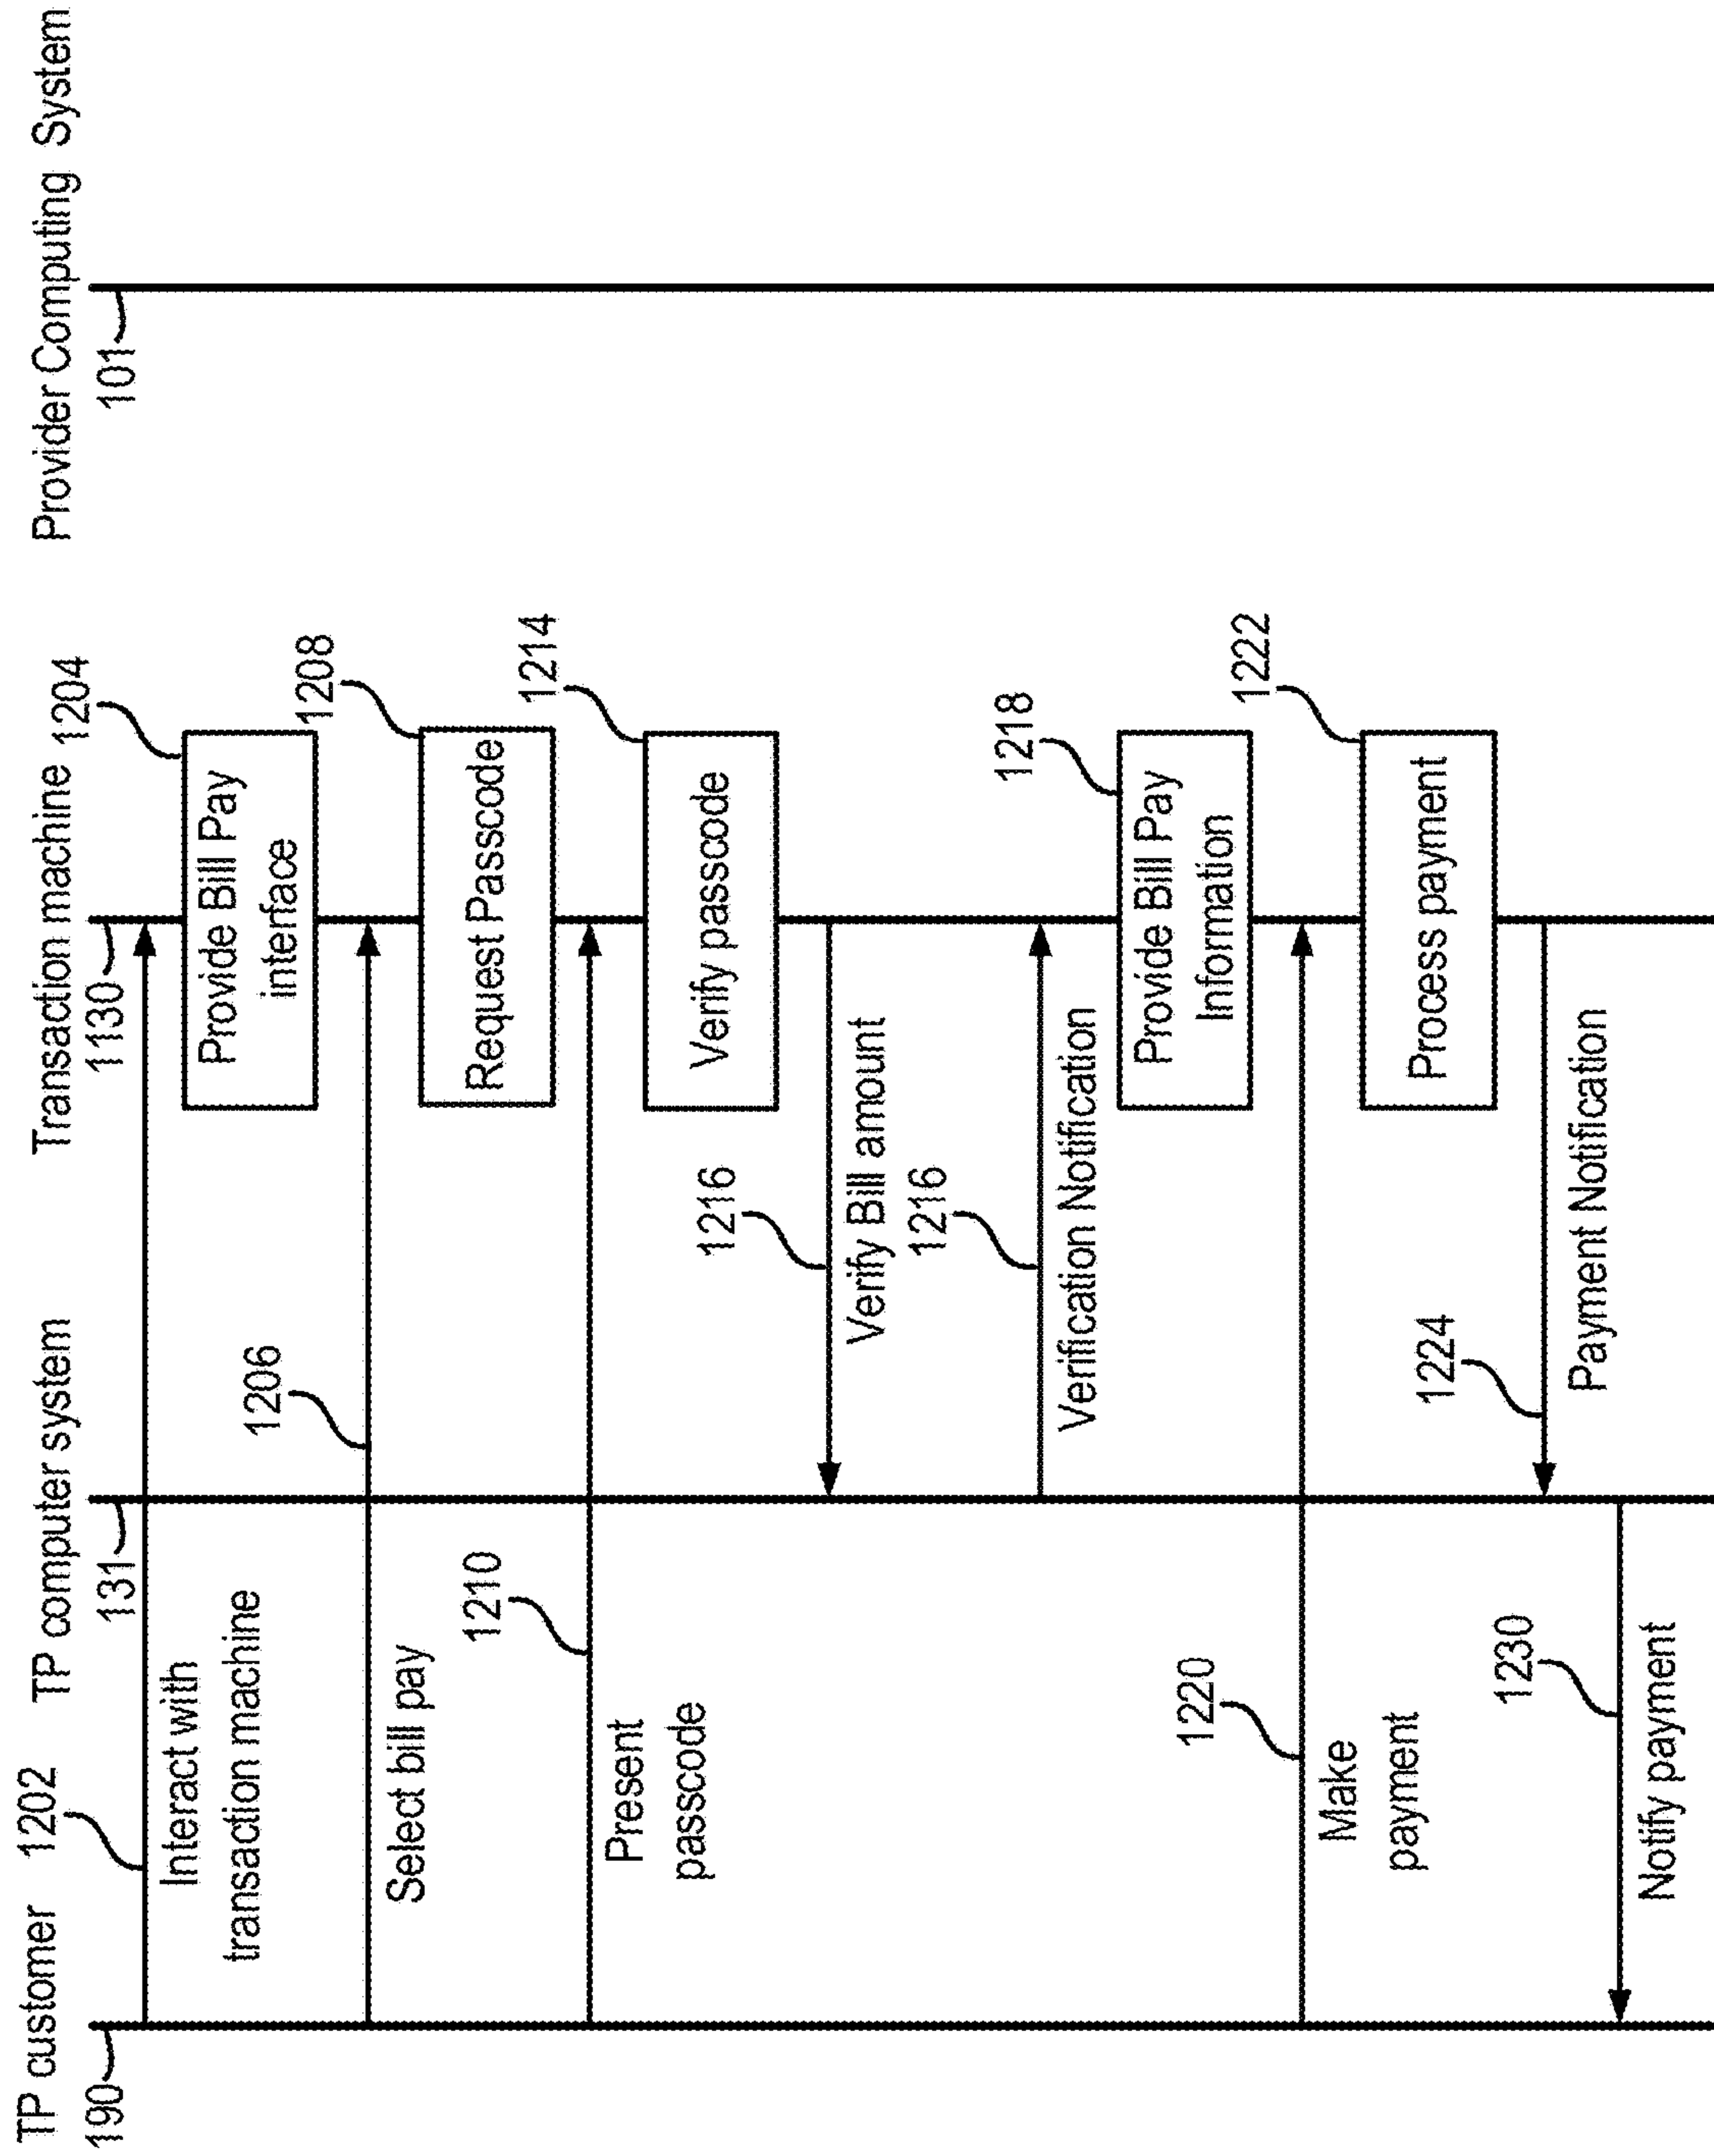 TP customer
1202
TP computer system
Transaction machine
1204
Provider Computing System
190
131
1130
101
Interact with
transaction machine
Provide Bill Pay
interface
1206
Select bill pay
1208
Request Passcode
1210
Present
passcode
1214
Verify passcode
1216
Verify Bill amount
1216
Verification Notification
1218
Provide Bill Pay
Information
1220
Make
payment
1222
Process payment
1224
Payment Notification
1230
Notify payment